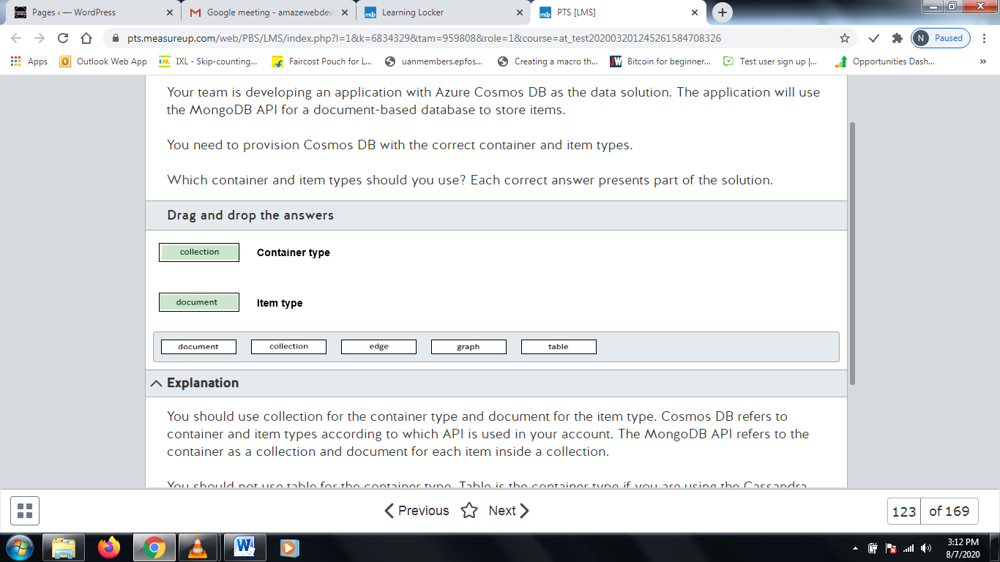 Pages ‹ — WordPress
Google meeting - amazewebdev
Learning Locker
PTS [LMS]
pts.measureup.com/web/PBS/LMS/index.php?l=1&k=6834329&tam=959808&role=1&course=at_test202003201245261584708326
N Paused
Apps
Outlook Web App
IXL - Skip-counting...
Faircost Pouch for L...
uanmembers.epfos...
Creating a macro th...
Bitcoin for beginner...
Test user sign up |...
Opportunities Dash...
»
Your team is developing an application with Azure Cosmos DB as the data solution. The application will use
the MongoDB API for a document-based database to store items.
You need to provision Cosmos DB with the correct container and item types.
Which container and item types should you use? Each correct answer presents part of the solution.
Drag and drop the answers
collection Container type
document Item type
document collection edge graph table
Explanation
You should use collection for the container type and document for the item type. Cosmos DB refers to
container and item types according to which API is used in your account. The MongoDB API refers to the
container as a collection and document for each item inside a collection.
You should not use table for the container type. Table is the container type if you are using the Cassandra
Previous Next
123 of 169
3:12 PM
8/7/2020